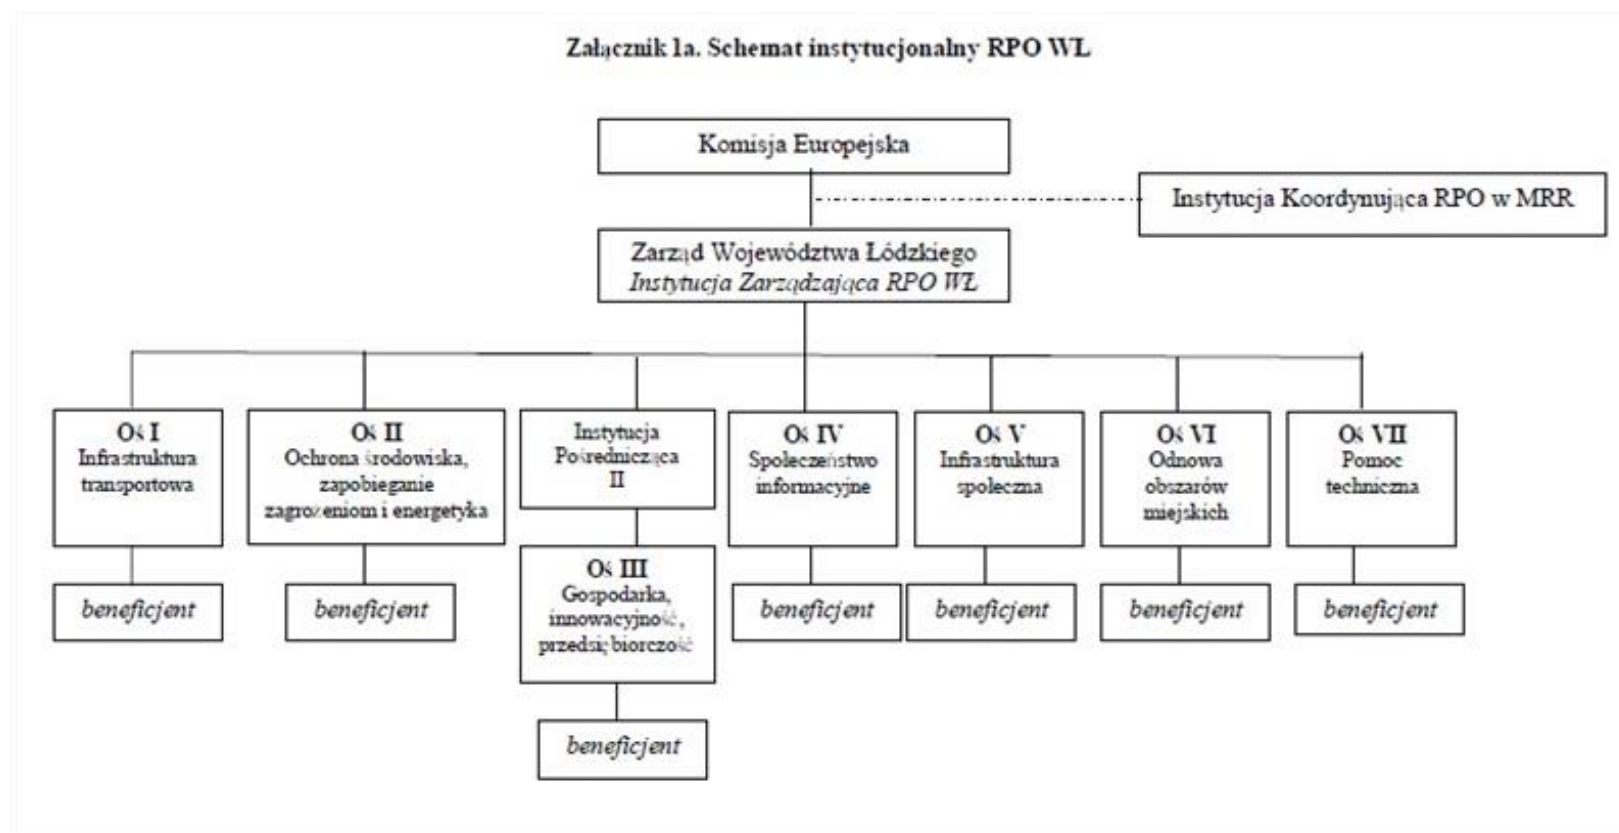 Załącznik 1a. Schemat instytucjonalny RPO WŁ
Komisja Europejska
Instytucja Koordynująca RPO w MRR
Zarząd Województwa Łódzkiego
Instytucja Zarządzająca RPO WŁ
Oś I
Infrastruktura
transportowa
beneficjent
Oś II
Ochrona środowiska,
zapobieganie
zagrożeniom i energetyka
beneficjent
Instytucja
Pośrednicząca
II
Oś III
Gospodarka,
innowacyjność,
przedsiębiorczość
beneficjent
Oś IV
Społeczeństwo
informacyjne
beneficjent
Oś V
Infrastruktura
społeczna
beneficjent
Oś VI
Odnowa
obszarów
miejskich
beneficjent
Oś VII
Pomoc
techniczna
beneficjent